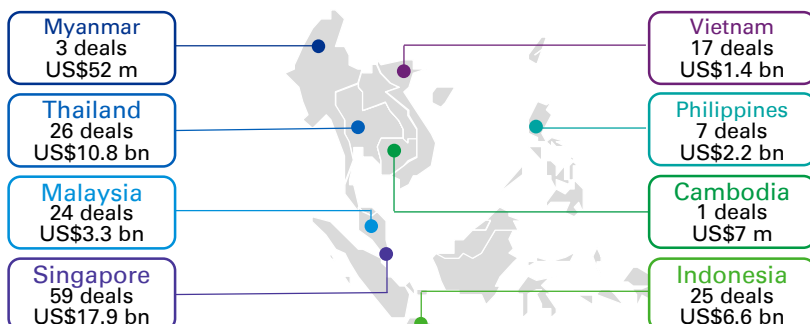 Myanmar
3 deals
US$52 m
Thailand
26 deals
US$10.8 bn
Malaysia
24 deals
US$3.3 bn
Singapore
59 deals
US$17.9 bn
Vietnam
17 deals
US$1.4 bn
Philippines
7 deals
US$2.2 bn
Cambodia
1 deals
US$7 m
Indonesia
25 deals
US$6.6 bn